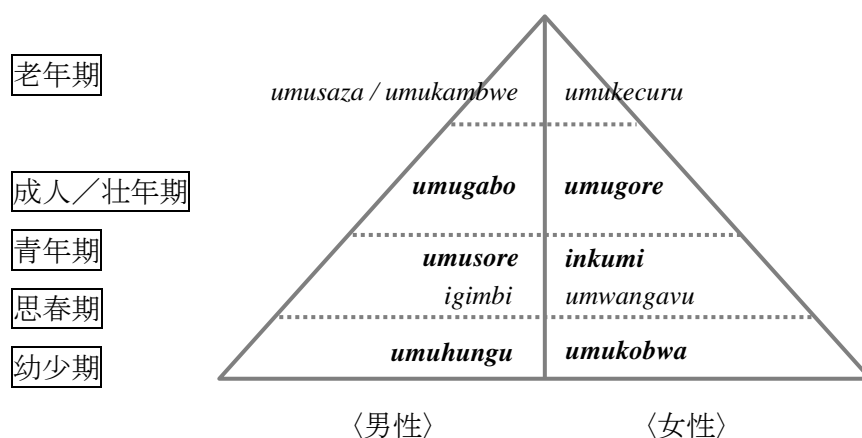 老年期
umusaza / umukambwe umukecuru
成人／壮年期
umugabo umugore
青年期
umusore inkumi
思春期
igimbi umwangavu
幼少期
umuhungu umukobwa
〈男性〉 〈女性〉